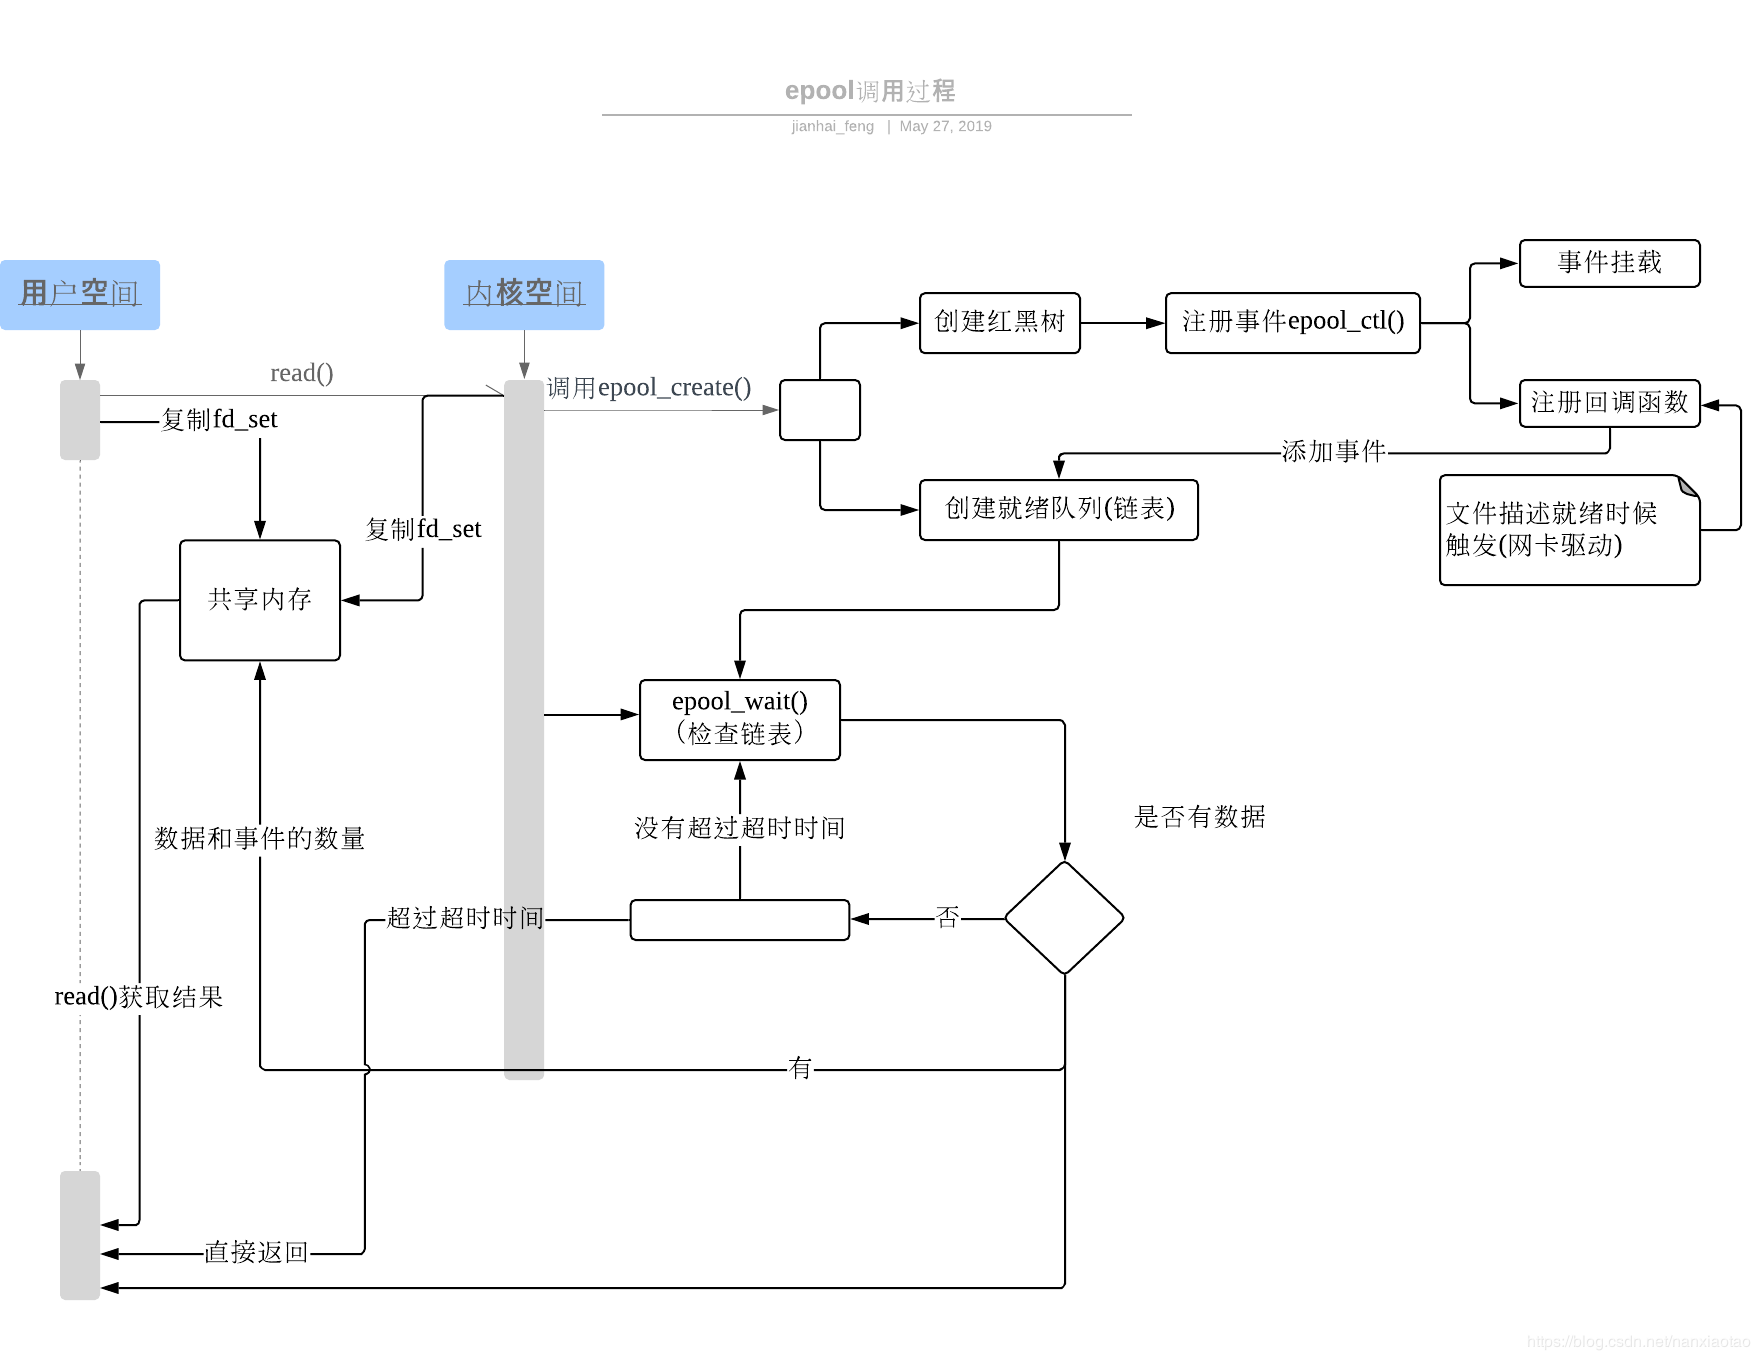 epool调用过程
jianhai_feng | May 27, 2019
用户空间
内核空间
事件挂载
创建红黑树
注册事件epool_ctl()
read()
调用epool_create()
复制fd_set
注册回调函数
添加事件
创建就绪队列(链表)
文件描述就绪时候
触发(网卡驱动)
复制fd_set
共享内存
epool_wait()
（检查链表）
是否有数据
没有超过超时时间
数据和事件的数量
超过超时时间
否
read()获取结果
有
直接返回
https://blog.csdn.net/nanxiaotao